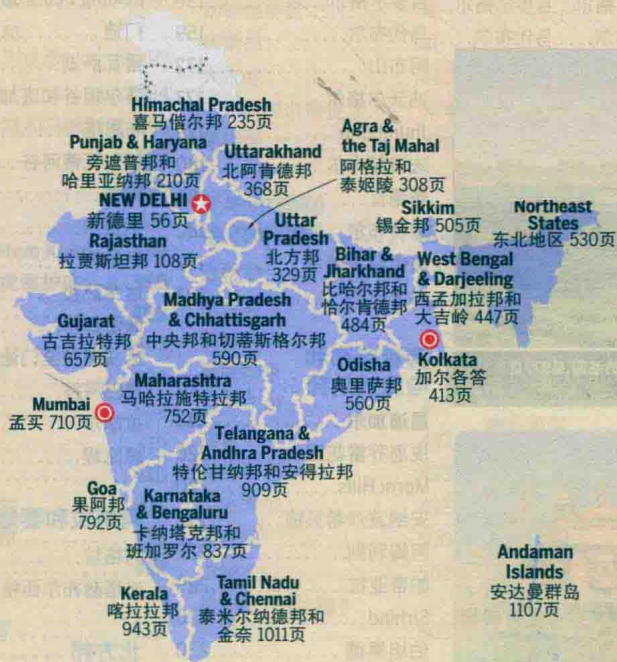 Himachal Pradesh
喜马偕尔邦 235页
Punjab & Haryana
旁遮普邦和
哈里亚纳邦 210页
Uttarakhand
北阿肯德邦
368页
Agra &
the Taj Mahal
阿格拉和
泰姬陵 308页
NEW DELHI
新德里 56页
Rajasthan
拉贾斯坦邦 108页
Uttar
Pradesh
北方邦
329页
Sikkim
锡金邦 505页
Northeast
States
东北地区 530页
Bihar &
Jharkhand
比哈尔邦和
恰尔肯德邦
484页
West Bengal
& Darjeeling
西孟加拉邦和
大吉岭 447页
Gujarat
古吉拉特邦
657页
Madhya Pradesh
& Chhattisgarh
中央邦和切蒂斯格尔邦
590页
Kolkata
加尔各答
413页
Odisha
奥里萨邦
560页
Maharashtra
马哈拉施特拉邦
752页
Mumbai
孟买 710页
Telangana &
Andhra Pradesh
特伦甘纳邦和安得拉邦
909页
Goa
果阿邦
792页
Karnataka
& Bengaluru
卡纳塔克邦和
班加罗尔 837页
Kerala
喀拉拉邦
943页
Tamil Nadu
& Chennai
泰米尔纳德邦和
金奈 1011页
Andaman
Islands
安达曼群岛
1107页